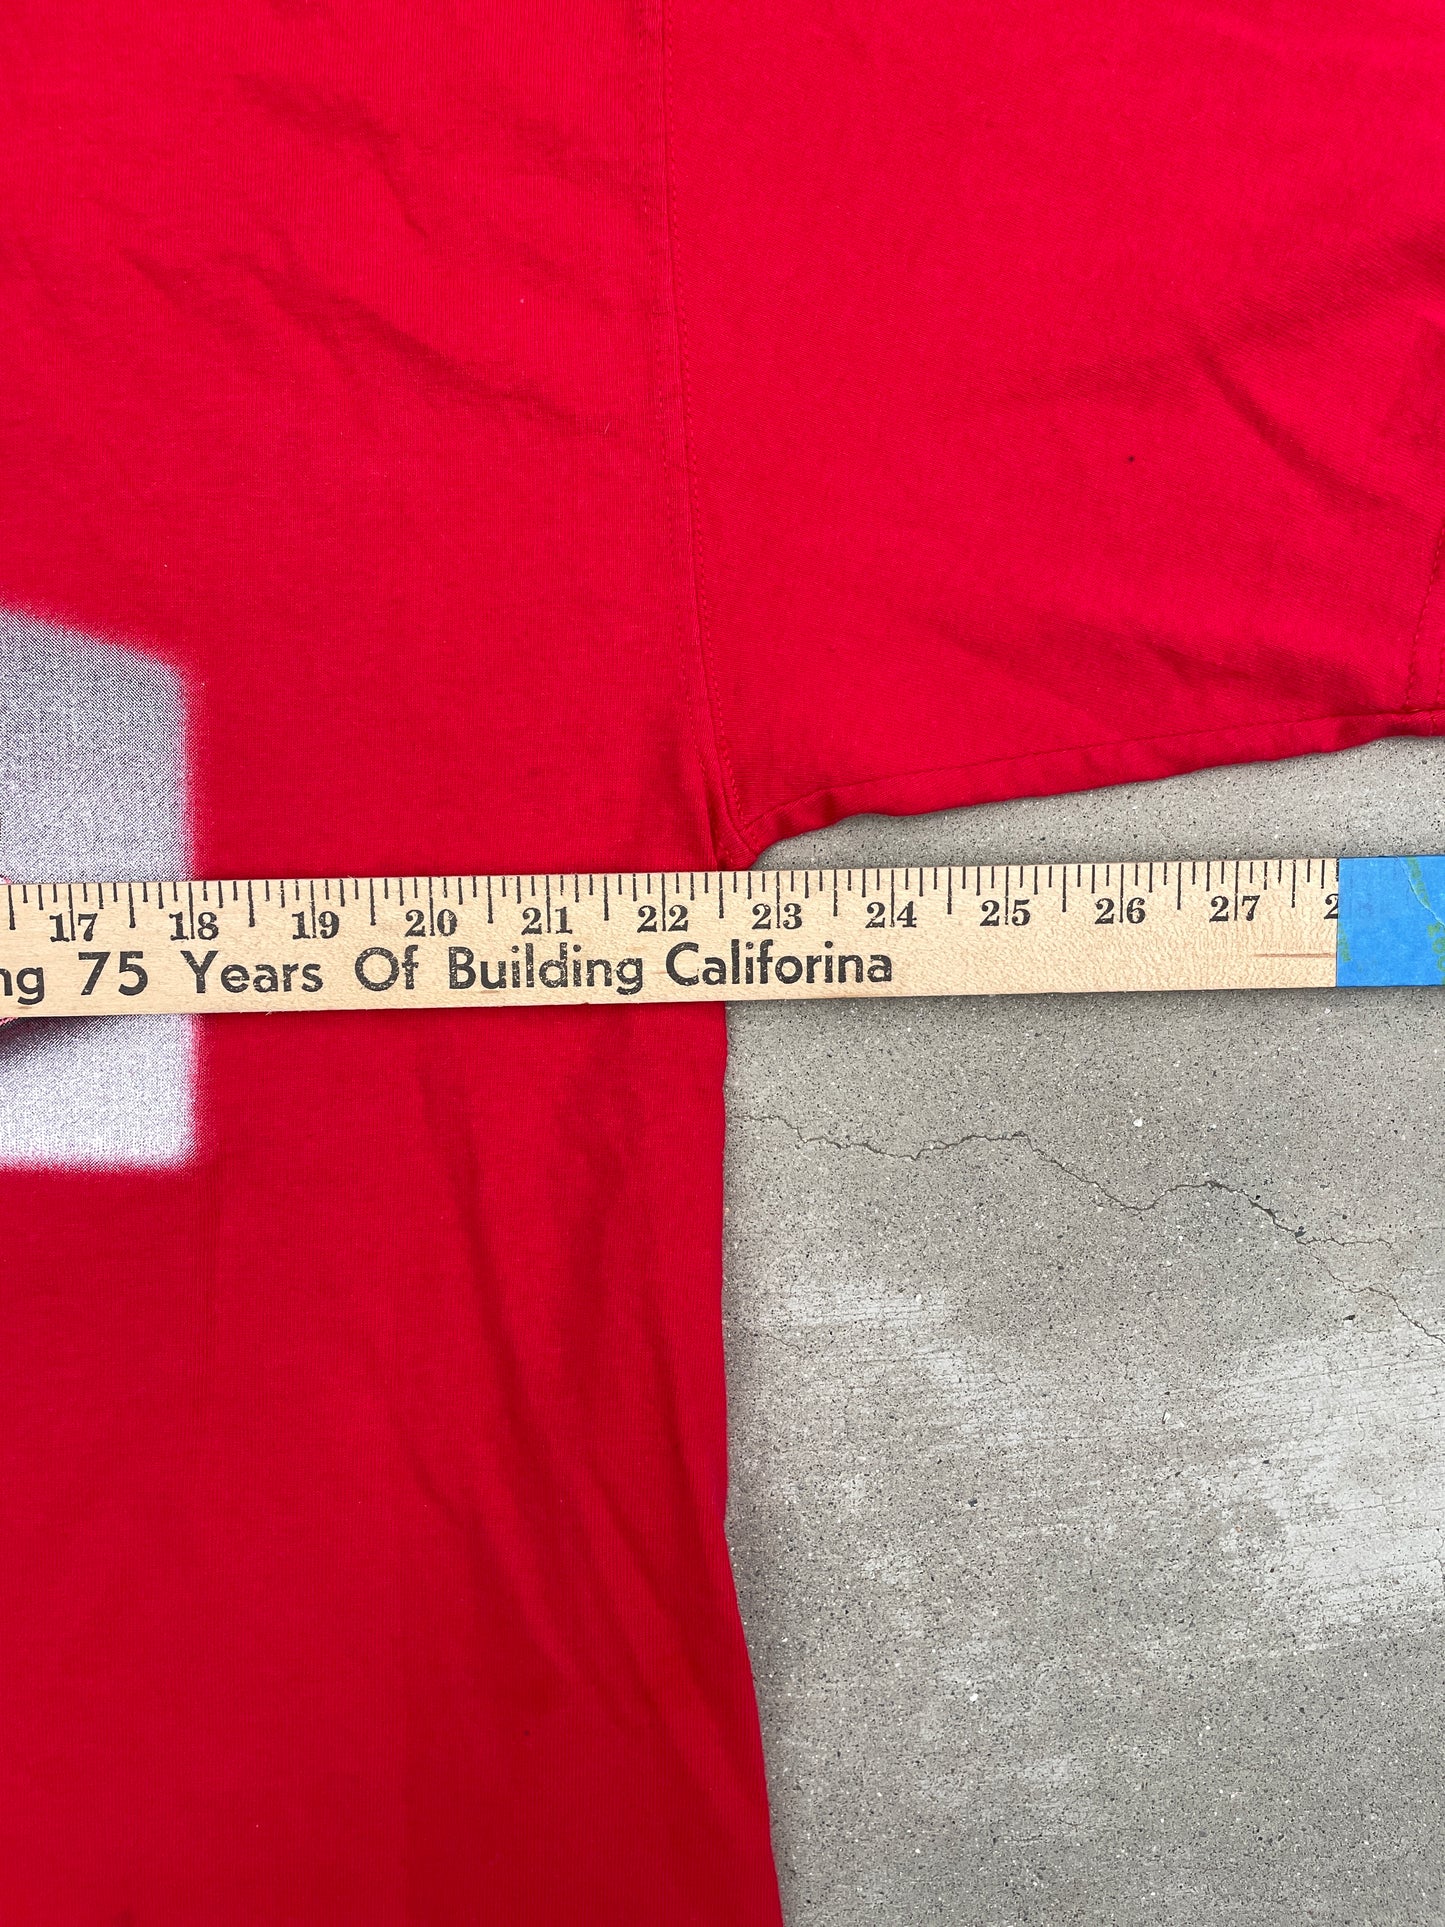 17 18 19 20 21 22 23 24 25 26 27
75 Years Of Building Califorina